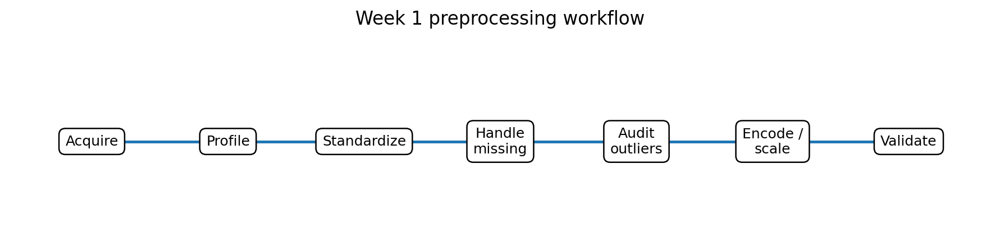 Week 1 preprocessing workflow
Acquire
Profile
Standardize
Handle
missing
Audit
outliers
Encode /
scale
Validate